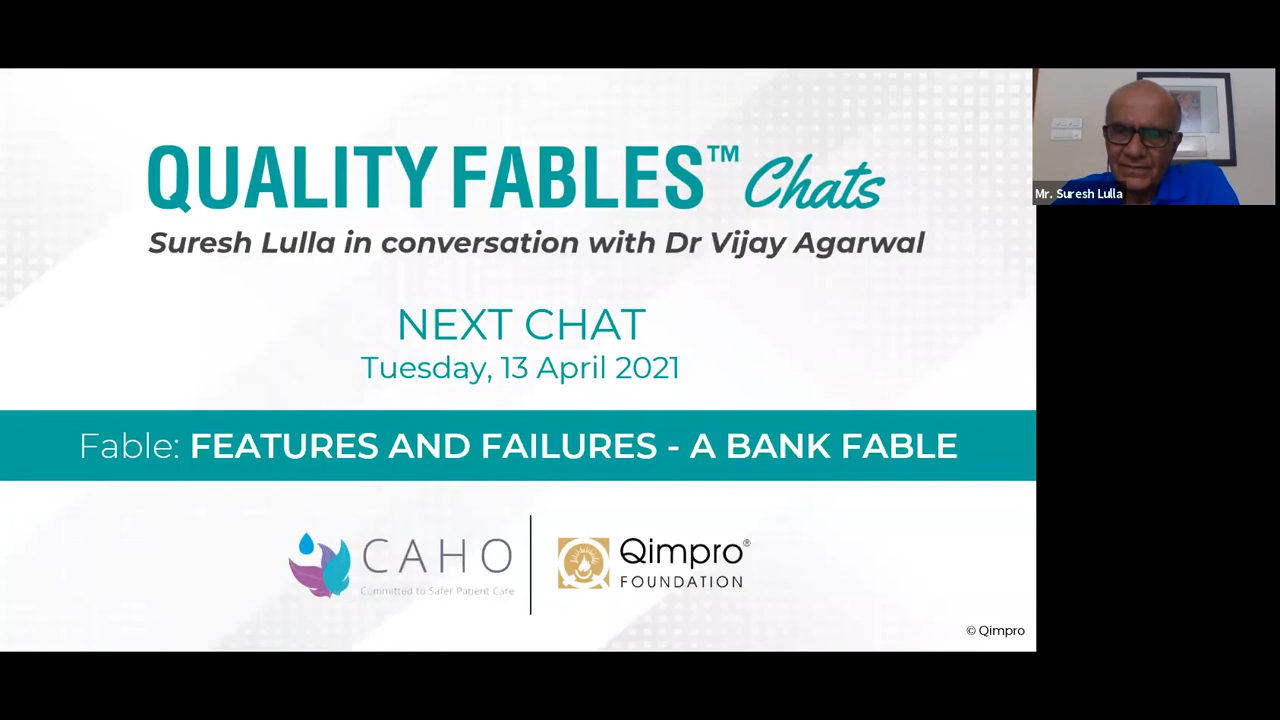 QUALITY FABLES™ Chats
Suresh Lulla in conversation with Dr Vijay Agarwal
NEXT CHAT
Tuesday, 13 April 2021
Fable: FEATURES AND FAILURES - A BANK FABLE
CAHO
Committed to Safer Patient Care
Qimpro®
FOUNDATION
© Qimpro
Mr. Suresh Lulla